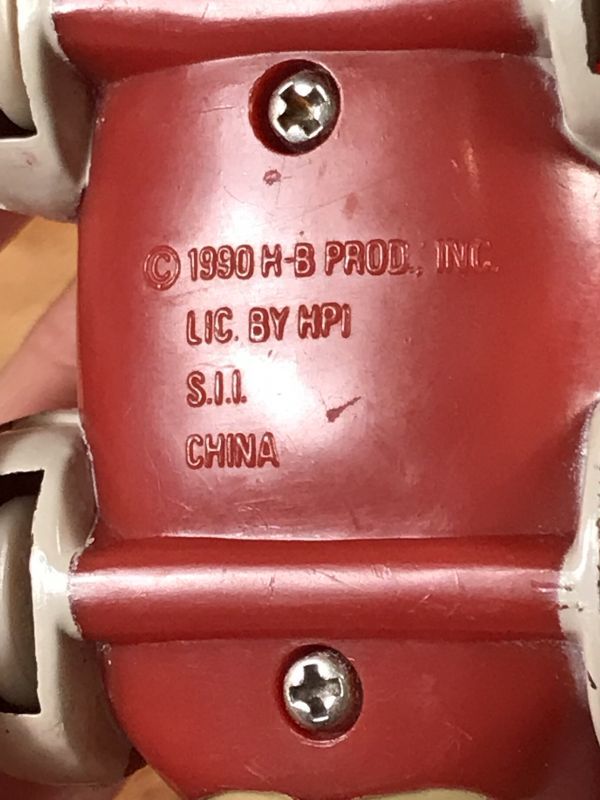 © 1990 H-B PROD., INC.
LIC. BY HPI
S.I.I.
CHINA